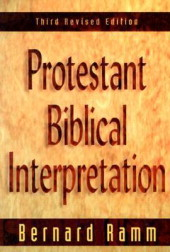 Third Revised Edition
Protestant
Biblical
Interpretation
Bernard Ramm